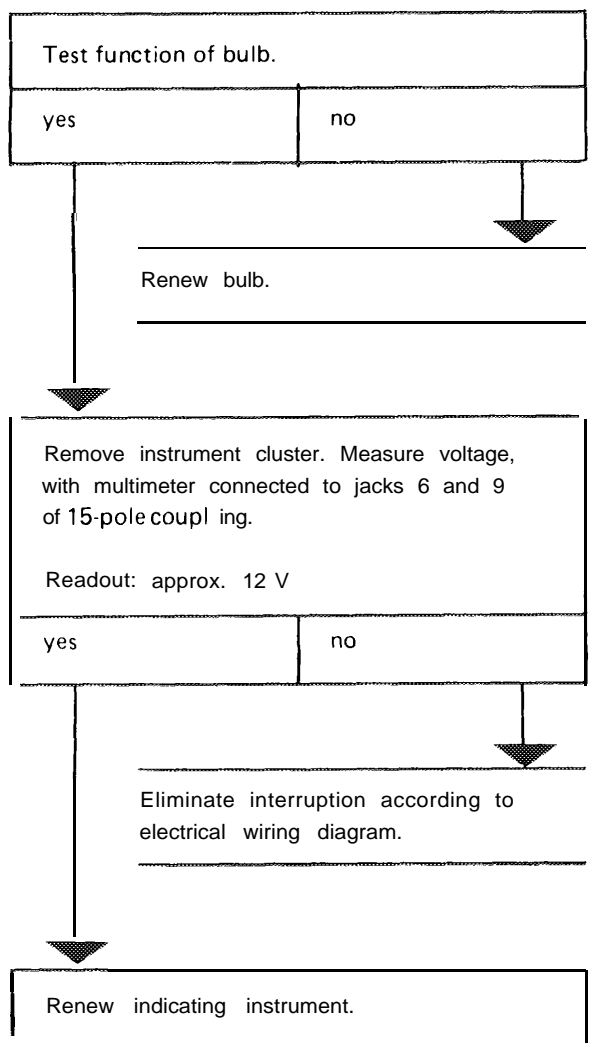 Test function of bulb.
yes
no
Renew bulb.
Remove instrument cluster. Measure voltage,
with multimeter connected to jacks 6 and 9
of 15-pole coupl ing.
Readout: approx. 12 V
yes
no
Eliminate interruption according to
electrical wiring diagram.
Renew indicating instrument.